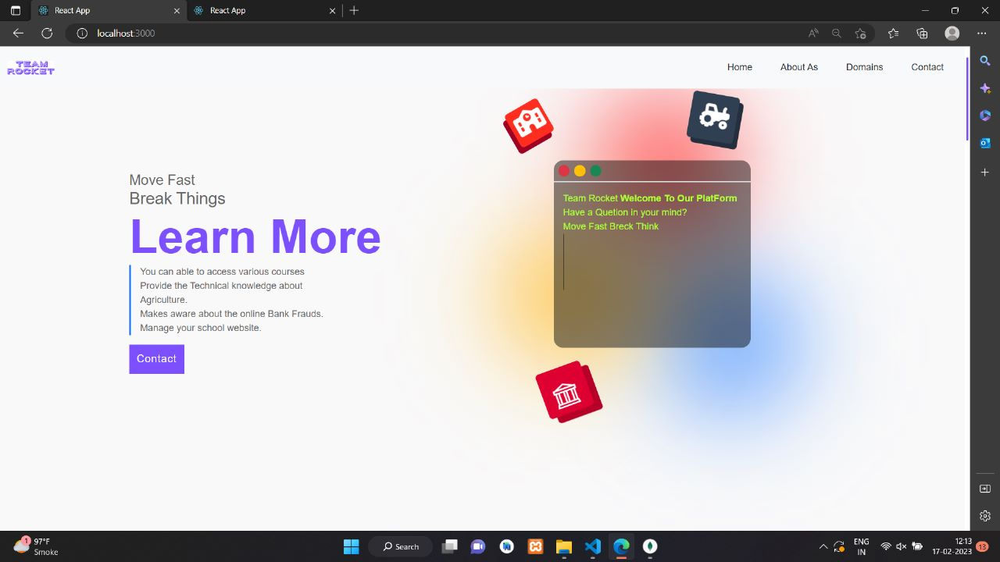 React App
React App
localhost:3000
TEAM
ROCKET
Home
About As
Domains
Contact
Move Fast
Break Things
Learn More
You can able to access various courses
Provide the Technical knowledge about
Agriculture.
Makes aware about the online Bank Frauds.
Manage your school website.
Contact
Team Rocket Welcome To Our PlatForm
Have a Quetion in your mind?
Move Fast Breck Think
1
97°F
Smoke
Search
ENG
IN
12:13
17-02-2023
13